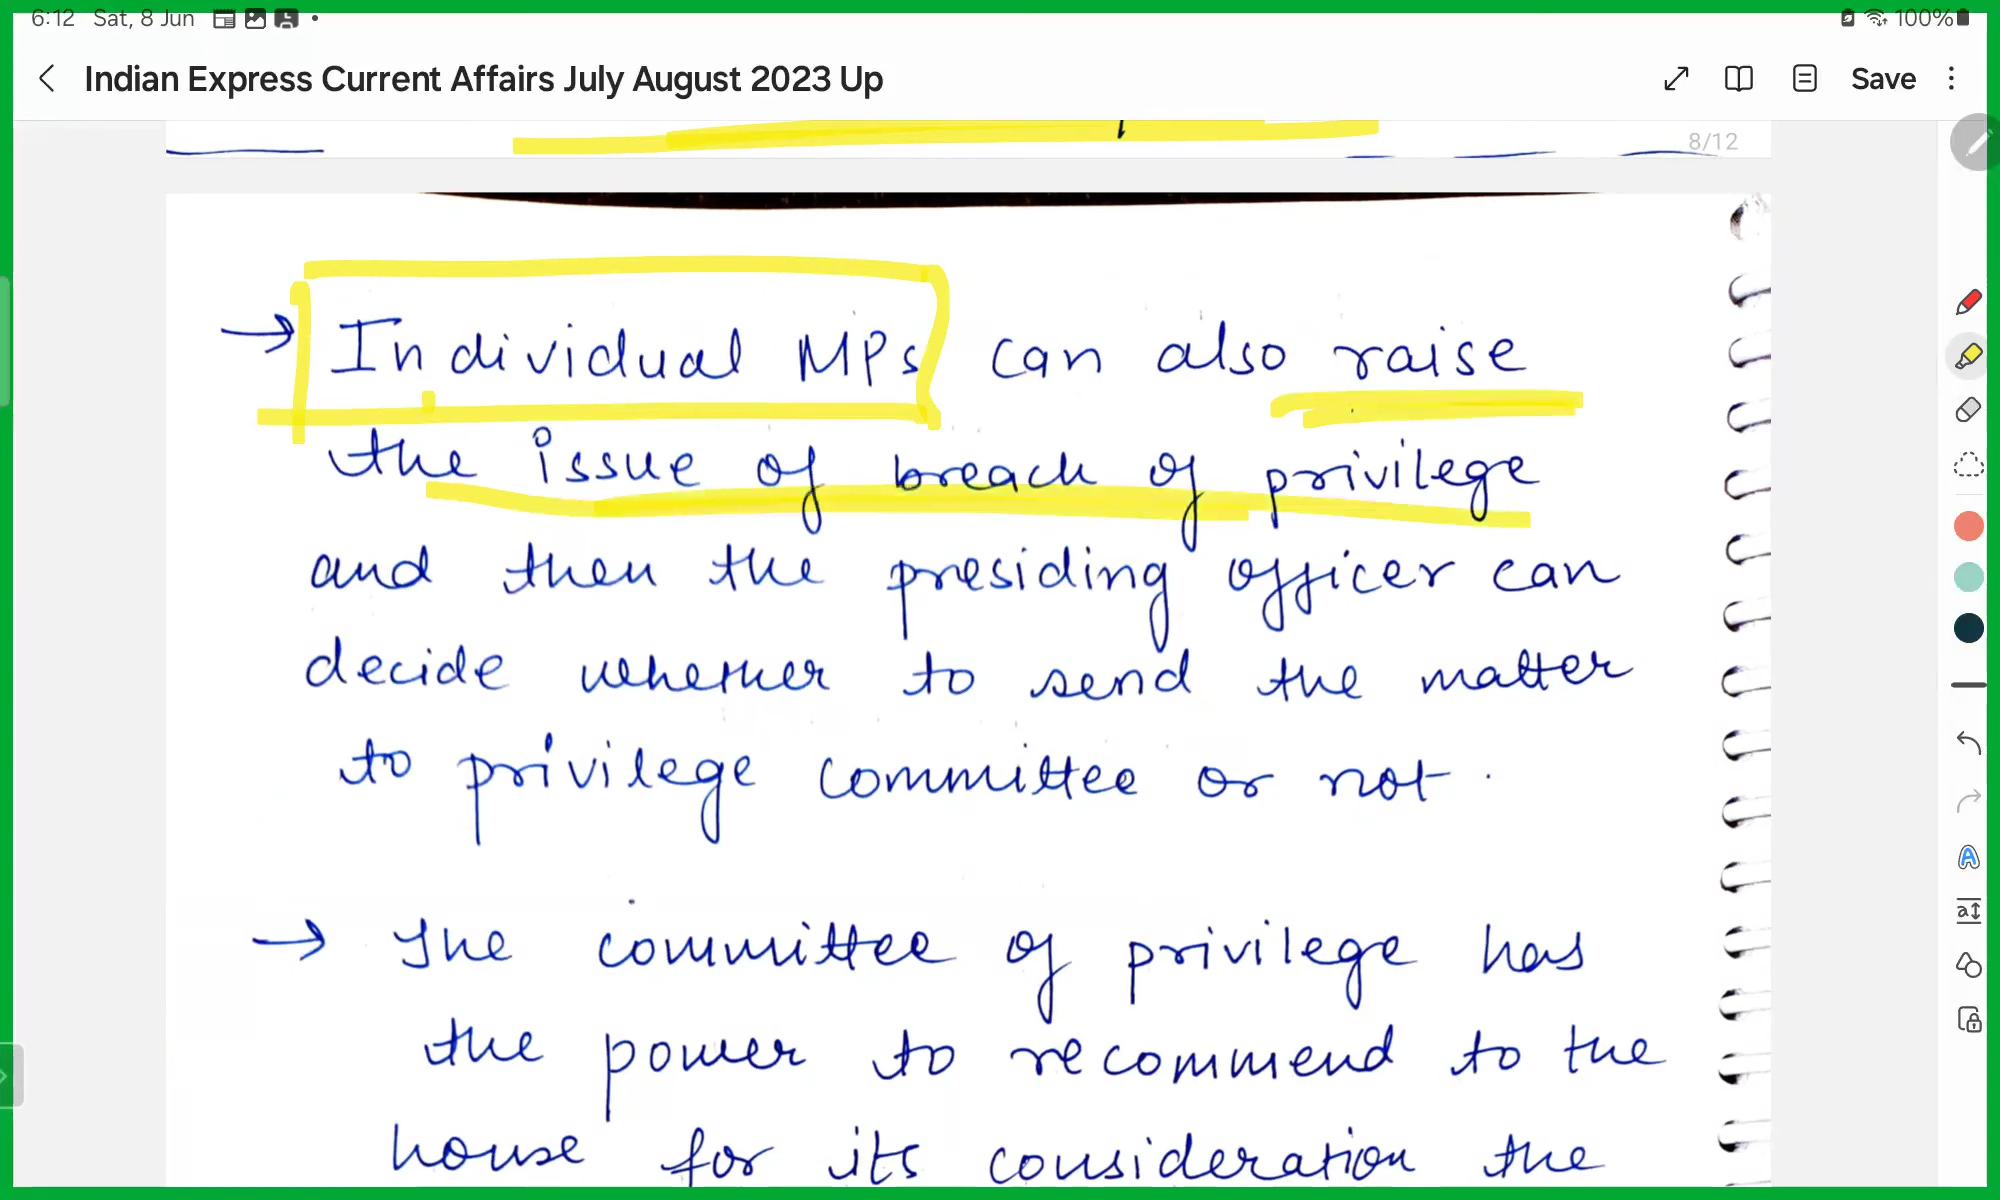 6:12 Sat, 8 Jun
100%
Indian Express Current Affairs July August 2023 Up
Save
8/12
→ Individual MPs can also raise
the issue of breach of privilege
and then the presiding officer can
decide whether to send the matter
to privilege committee or not.
→ The committee of privilege has
the power to recommend to the
house for its consideration the